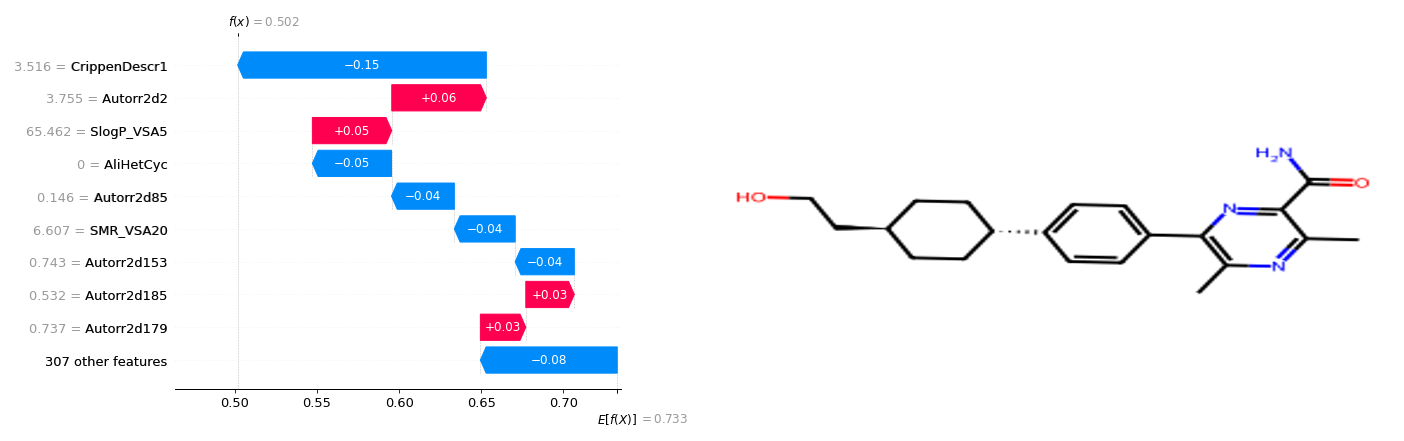 f(x) = 0.502
3.516 = CrippenDescr1
−0.15
3.755 = Autorr2d2
+0.06
65.462 = SlogP_VSA5
+0.05
0 = AliHetCyc
−0.05
0.146 = Autorr2d85
−0.04
6.607 = SMR_VSA20
−0.04
0.743 = Autorr2d153
−0.04
0.532 = Autorr2d185
+0.03
0.737 = Autorr2d179
+0.03
307 other features
−0.08
0.50 0.55 0.60 0.65 0.70
E[f(X)] = 0.733
H₂N
HO
O
N
N